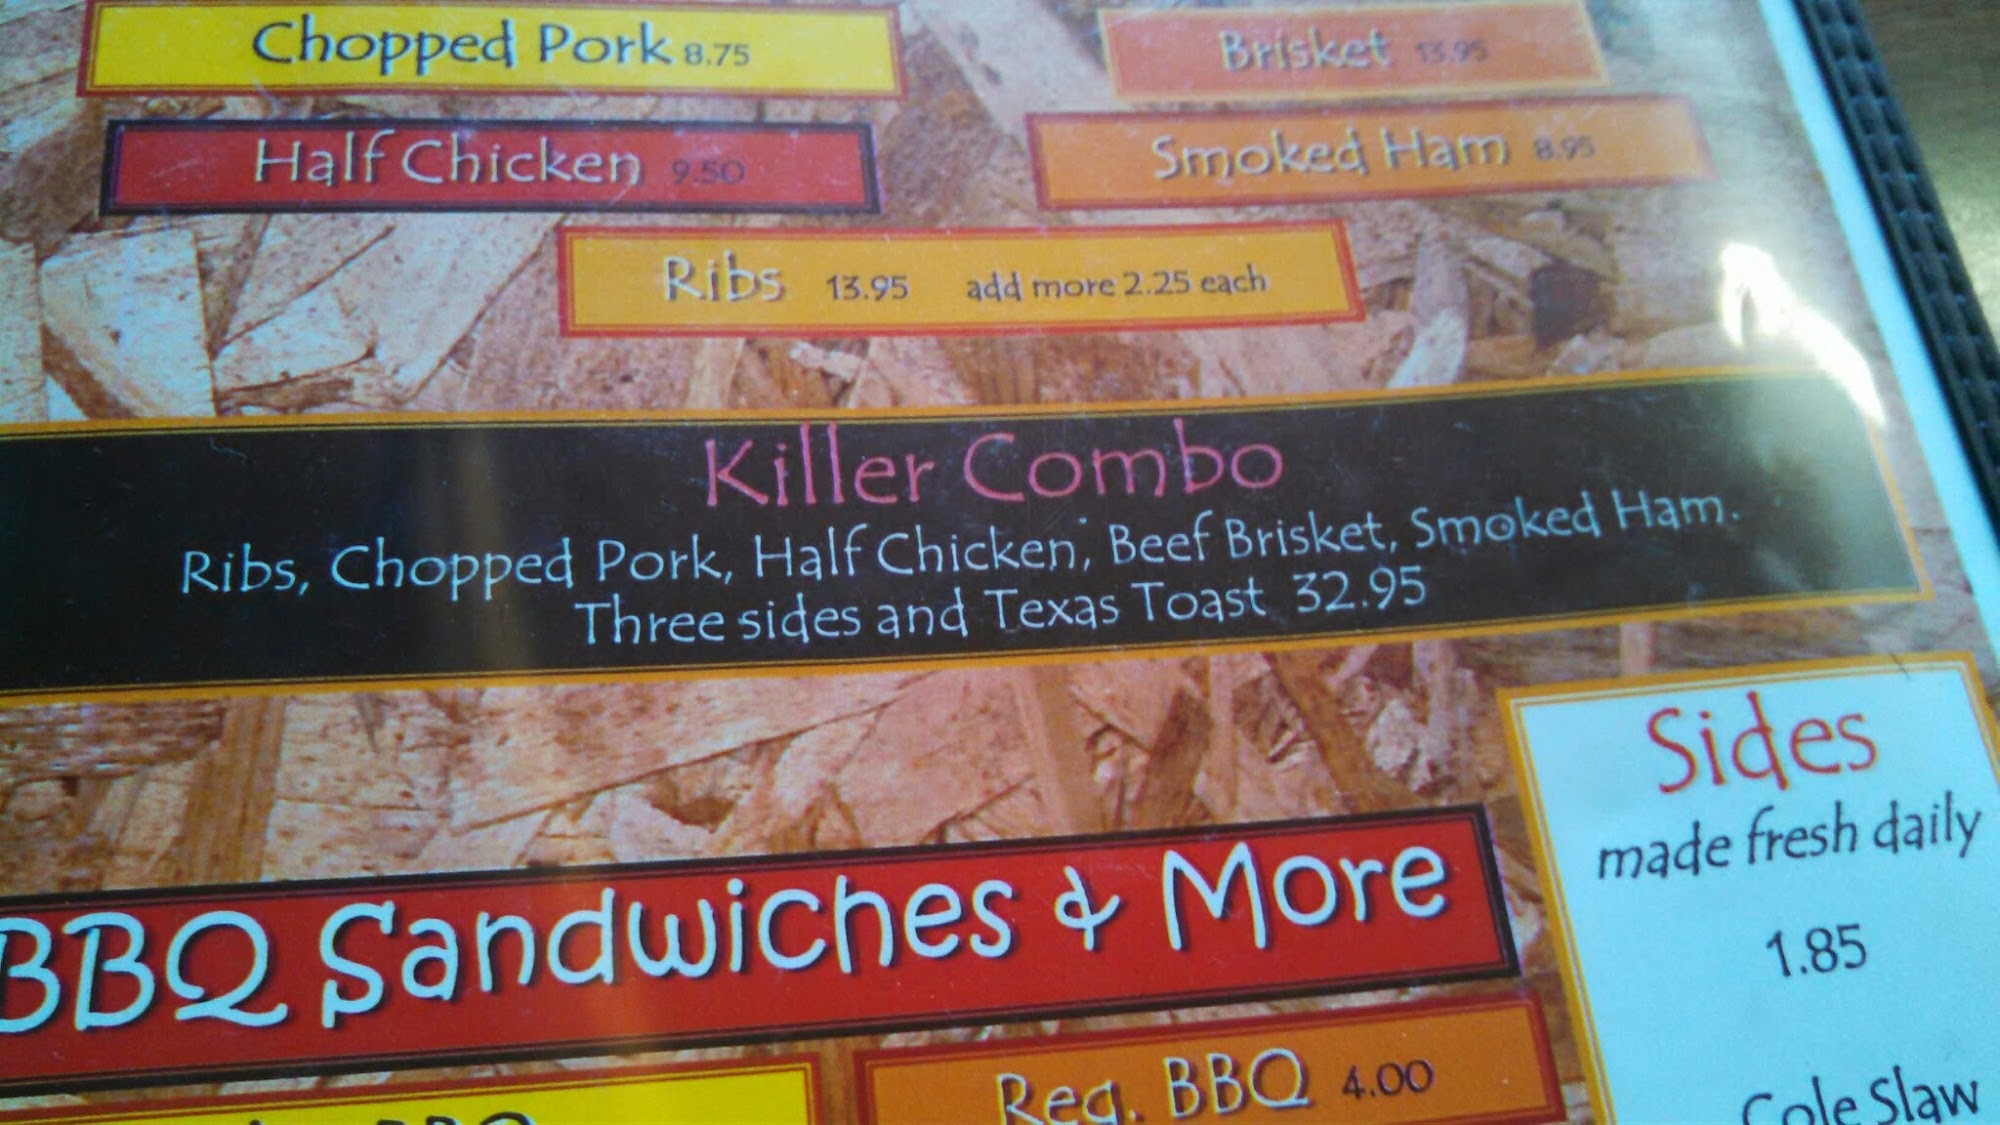 Chopped Pork 8.75
Brisket 13.95
Half Chicken 9.50
Smoked Ham 8.95
Ribs 13.95 add more 2.25 each
Killer Combo
Ribs, Chopped Pork, Half Chicken, Beef Brisket, Smoked Ham.
Three sides and Texas Toast 32.95
Sides
made fresh daily
1.85
Cole Slaw
BBQ Sandwiches & More
Reg. BBQ 4.00
BBQ